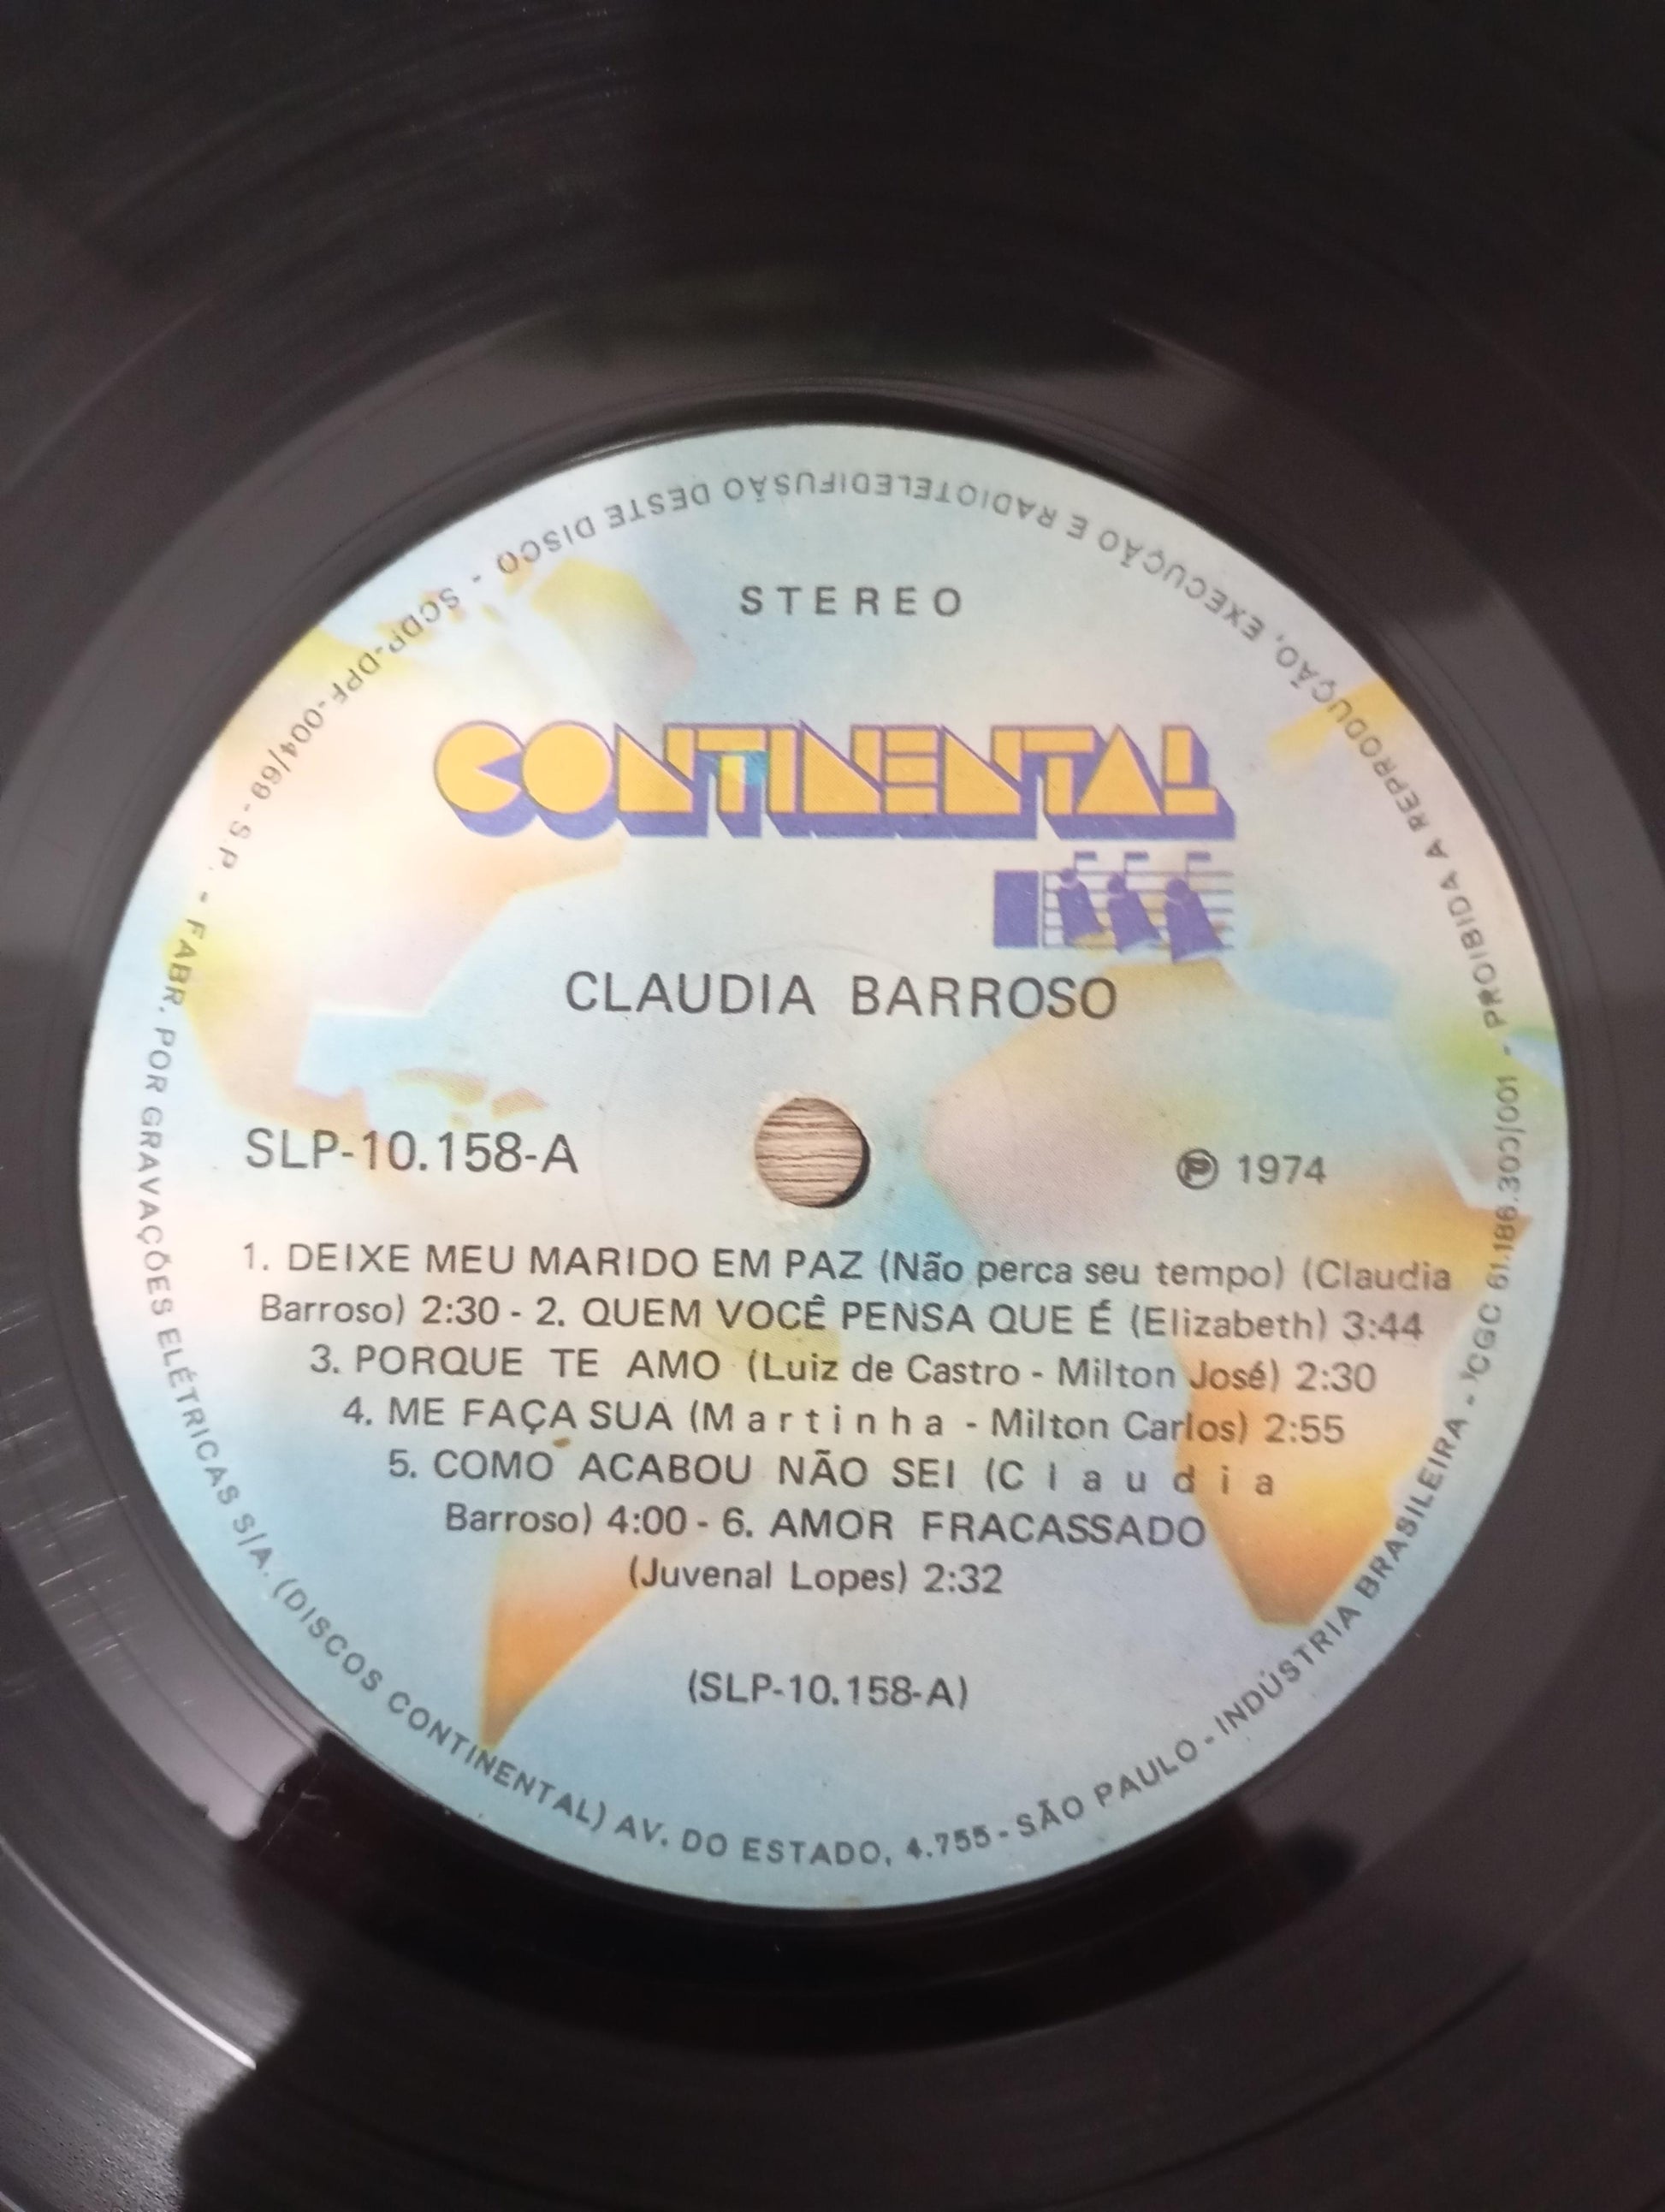 STEREO
CONTINENTAL
CLAUDIA BARROSO
SLP-10.158-A
℗ 1974
1. DEIXE MEU MARIDO EM PAZ (Não perca seu tempo) (Claudia
Barroso) 2:30 - 2. QUEM VOCÊ PENSA QUE É (Elizabeth) 3:44
3. PORQUE TE AMO (Luiz de Castro - Milton José) 2:30
4. ME FAÇA SUA (Martinha - Milton Carlos) 2:55
5. COMO ACABOU NÃO SEI (Claudia
Barroso) 4:00 - 6. AMOR FRACASSADO
(Juvenal Lopes) 2:32
(SLP-10.158-A)
FABR. POR GRAVAÇÕES ELÉTRICAS S/A. (DISCOS CONTINENTAL) AV. DO ESTADO, 4.755 - SÃO PAULO - INDÚSTRIA BRASILEIRA - CGC 61.186.300/001 - PROIBIDA A REPRODUÇÃO, EXECUÇÃO E RADIOTELEDIFUSÃO DESTE DISCO - SCDP-DPF-004/69 - S.P. -